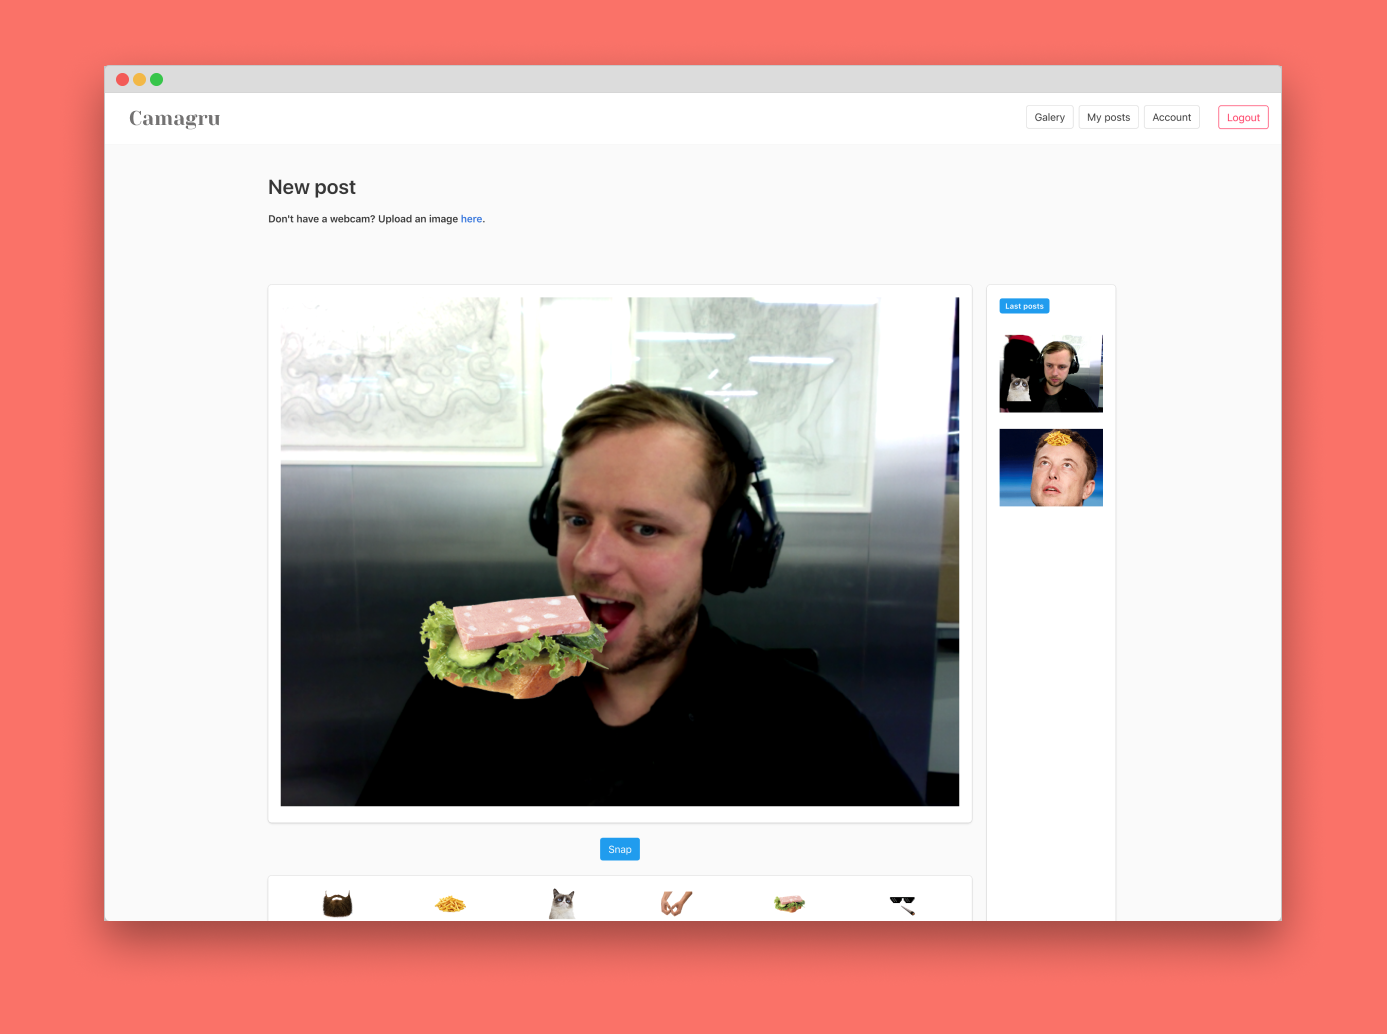 Camagru
Galery
My posts
Account
Logout
New post
Don't have a webcam? Upload an image here.
Last posts
Snap